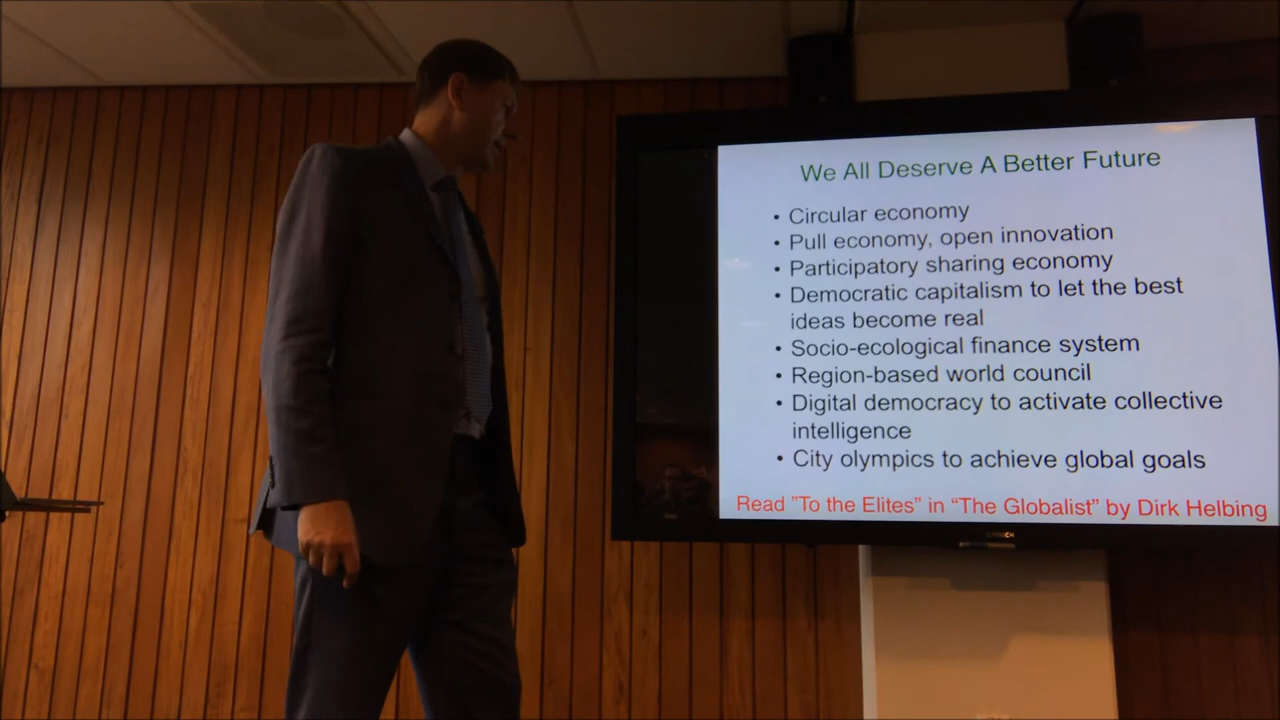 We All Deserve A Better Future
• Circular economy
• Pull economy, open innovation
• Participatory sharing economy
• Democratic capitalism to let the best
ideas become real
• Socio-ecological finance system
• Region-based world council
• Digital democracy to activate collective
intelligence
• City olympics to achieve global goals
Read ”To the Elites” in “The Globalist” by Dirk Helbing
CTOUCH